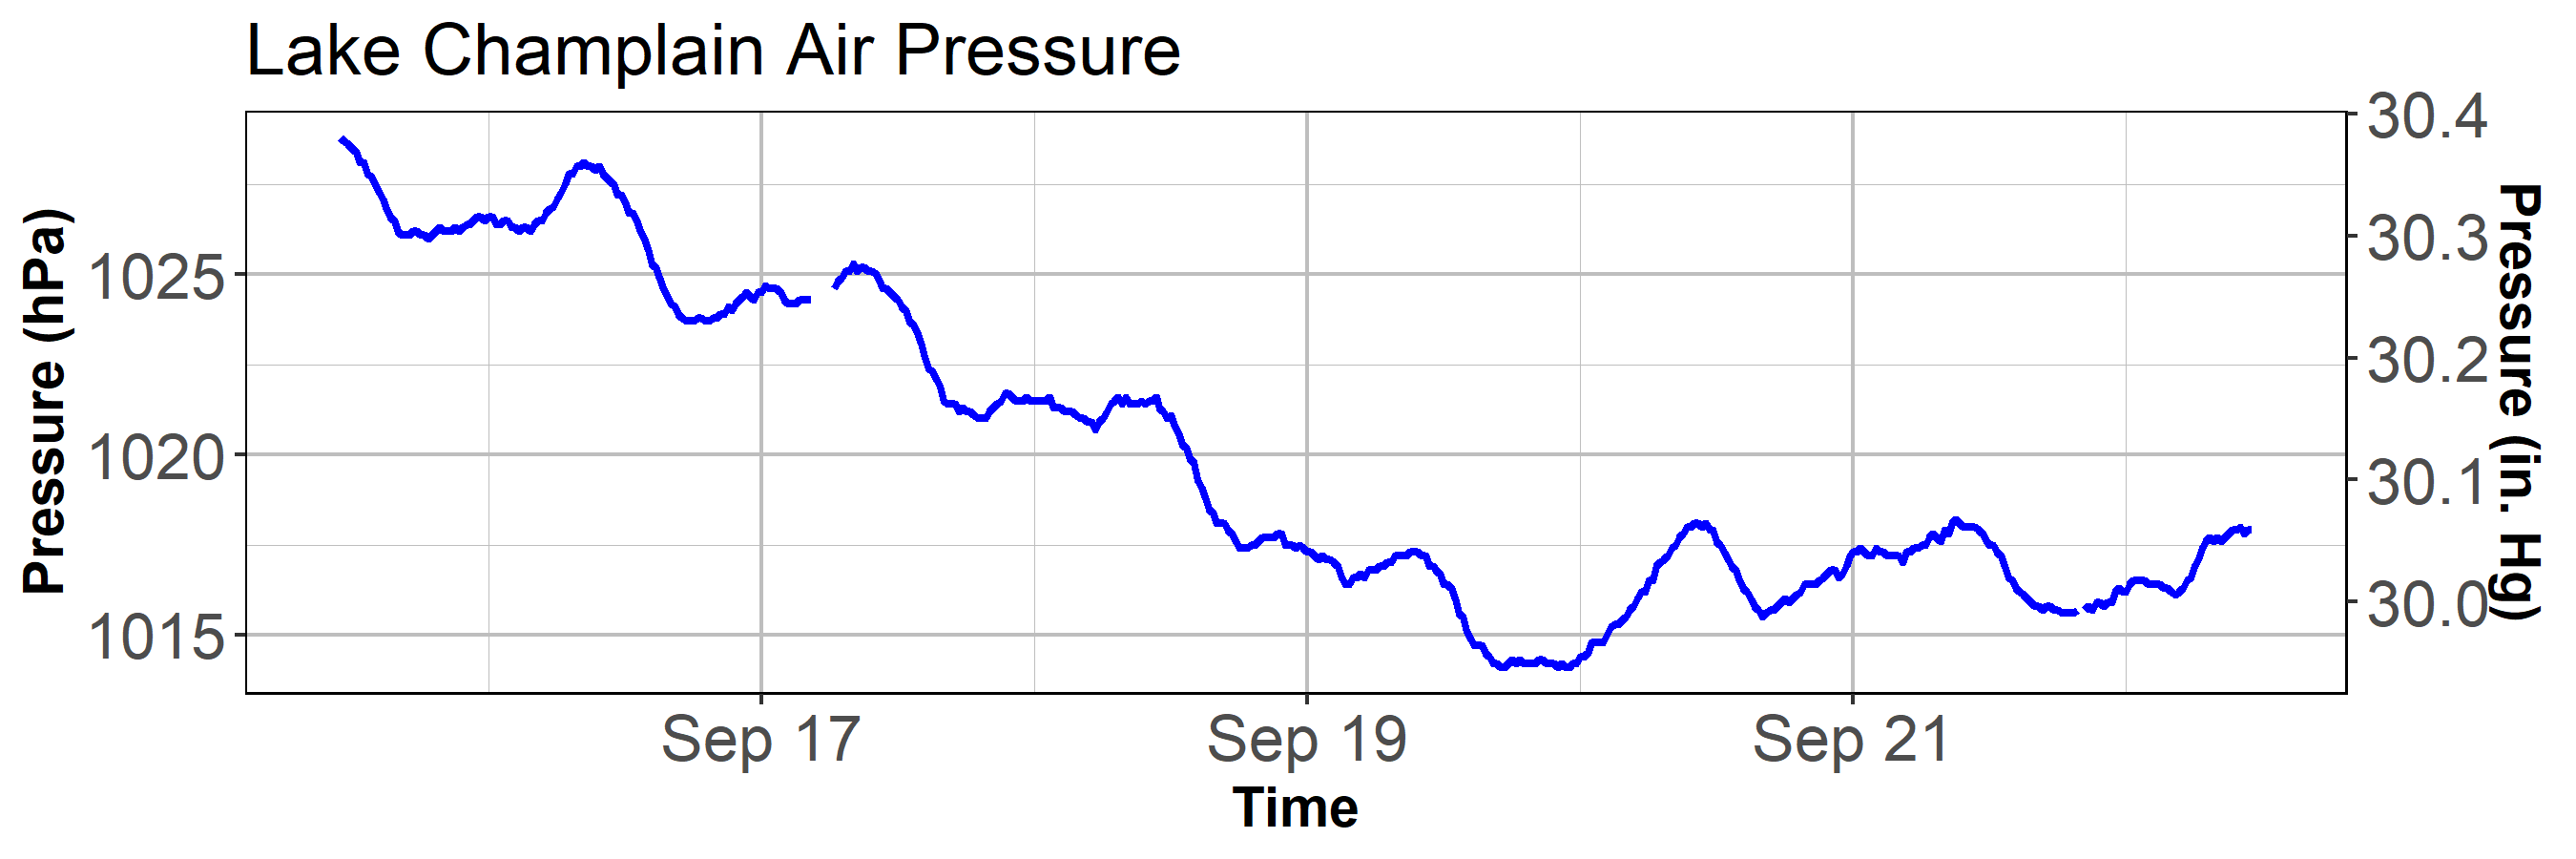 Lake Champlain Air Pressure
Pressure (hPa)
1025
1020
1015
30.4
30.3
30.2
30.1
30.0
Pressure (in. Hg)
Sep 17
Sep 19
Sep 21
Time